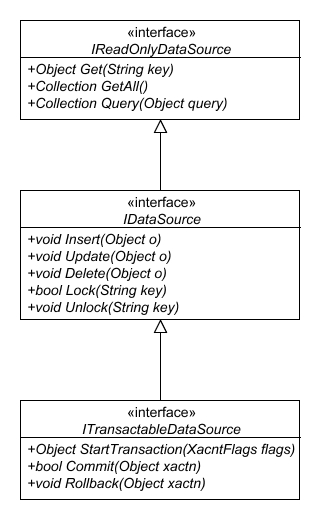 «interface»
IReadOnlyDataSource
+Object Get(String key)
+Collection GetAll()
+Collection Query(Object query)
«interface»
IDataSource
+void Insert(Object o)
+void Update(Object o)
+void Delete(Object o)
+bool Lock(String key)
+void Unlock(String key)
«interface»
ITransactableDataSource
+Object StartTransaction(XacntFlags flags)
+bool Commit(Object xactn)
+void Rollback(Object xactn)